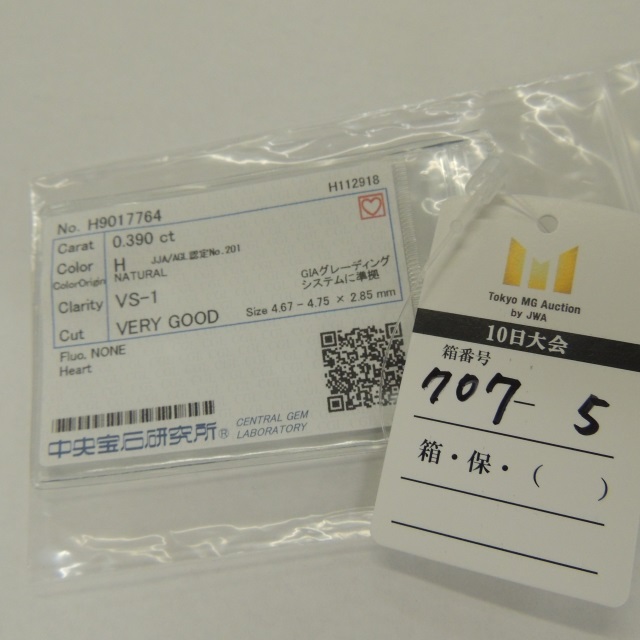 H112918
No. H9017764
Carat 0.390 ct
Color H JJA/AGL認定No.201
ColorOrigin NATURAL
GIAグレーディング
システムに準拠
Clarity VS-1
Size 4.67 - 4.75 × 2.85 mm
Cut VERY GOOD
Fluo. NONE
Heart
中央宝石研究所® CENTRAL GEM
LABORATORY
Tokyo MG Auction
by JWA
10日大会
箱番号
707- 5
箱・保・( )